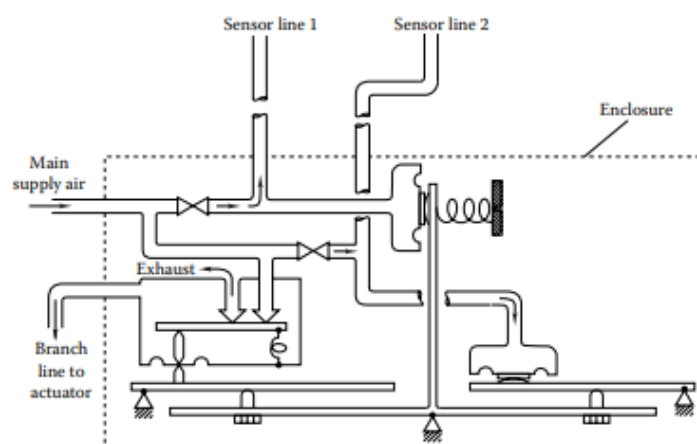 Sensor line 1
Sensor line 2
Enclosure
Main
supply air
Exhaust
Branch
line to
actuator